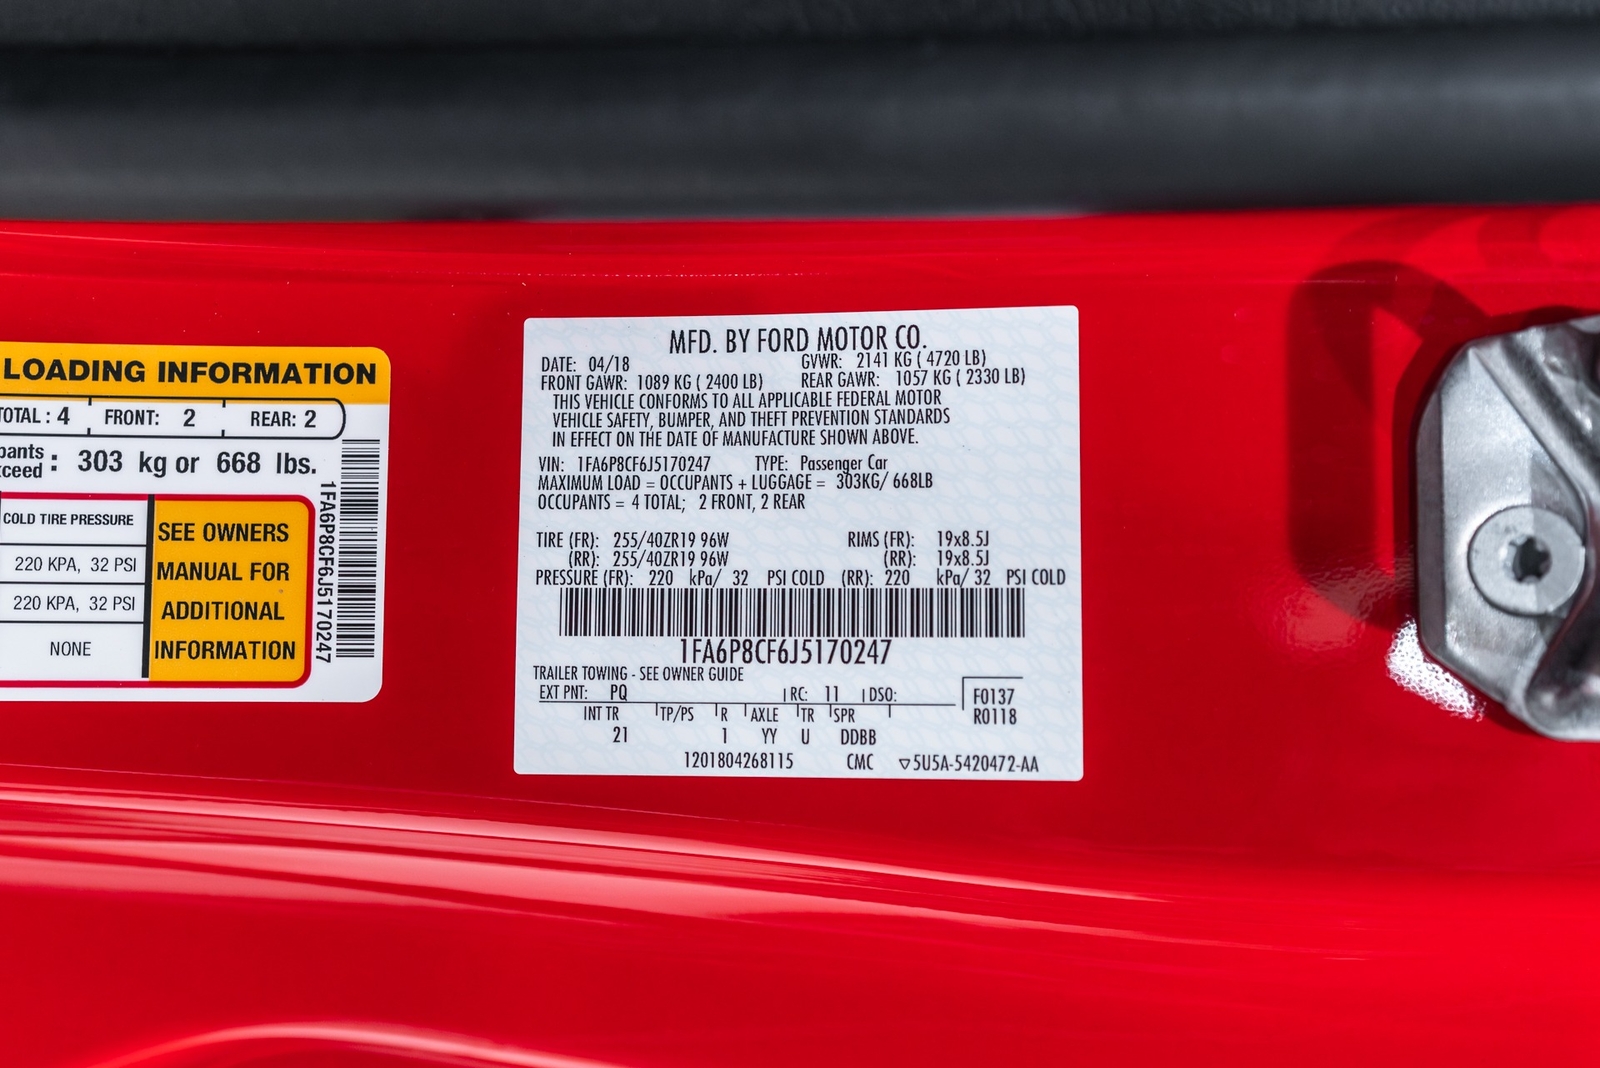 LOADING INFORMATION
TOTAL : 4 FRONT: 2 REAR: 2
pants
xceed : 303 kg or 668 lbs.
COLD TIRE PRESSURE
220 KPA, 32 PSI
220 KPA, 32 PSI
NONE
SEE OWNERS
MANUAL FOR
ADDITIONAL
INFORMATION
1FA6P8CF6J5170247
MFD. BY FORD MOTOR CO.
DATE: 04/18 GVWR: 2141 KG ( 4720 LB)
FRONT GAWR: 1089 KG ( 2400 LB) REAR GAWR: 1057 KG ( 2330 LB)
THIS VEHICLE CONFORMS TO ALL APPLICABLE FEDERAL MOTOR
VEHICLE SAFETY, BUMPER, AND THEFT PREVENTION STANDARDS
IN EFFECT ON THE DATE OF MANUFACTURE SHOWN ABOVE.
VIN: 1FA6P8CF6J5170247 TYPE: Passenger Car
MAXIMUM LOAD = OCCUPANTS + LUGGAGE = 303KG/ 668LB
OCCUPANTS = 4 TOTAL; 2 FRONT, 2 REAR
TIRE (FR): 255/40ZR19 96W RIMS (FR): 19x8.5J
(RR): 255/40ZR19 96W (RR): 19x8.5J
PRESSURE (FR): 220 kPa/ 32 PSI COLD (RR): 220 kPa/ 32 PSI COLD
1FA6P8CF6J5170247
TRAILER TOWING - SEE OWNER GUIDE
EXT PNT: PQ RC: 11 DSO: F0137
R0118
INT TR TP/PS R AXLE TR SPR
21 1 YY U DDBB
1201804268115 CMC ▽5U5A-5420472-AA